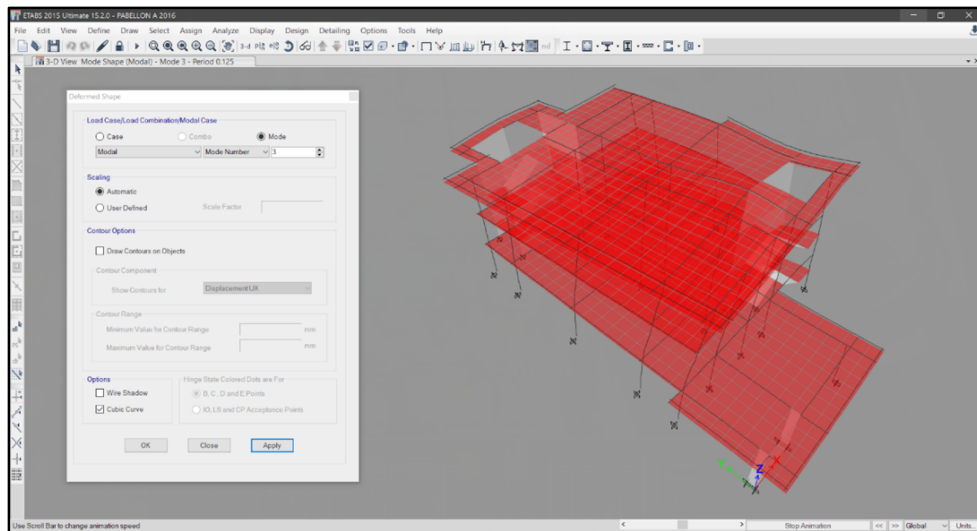 ETABS 2015 Ultimate 15.2.0 - PABELLON A 2016
File Edit View Define Draw Select Assign Analyze Display Design Detailing Options Tools Help
3-d
3-D View: Mode Shape (Modal) - Mode 3 - Period 0.125
Deformed Shape
Load Case/Load Combination/Modal Case
Case Combo Mode
Modal Mode Number 3
Scaling
Automatic
User Defined Scale Factor
Contour Options
Draw Contours on Objects
Contour Component
Show Contours for Displacement UX
Contour Range
Minimum Value for Contour Range mm
Maximum Value for Contour Range mm
Options Hinge State Colored Dots are For
Wire Shadow B, C, D and E Points
Cubic Curve IO, LS and CP Acceptance Points
OK Close Apply
Y Z X
Use Scroll Bar to change animation speed Stop Animation << >> Global Units